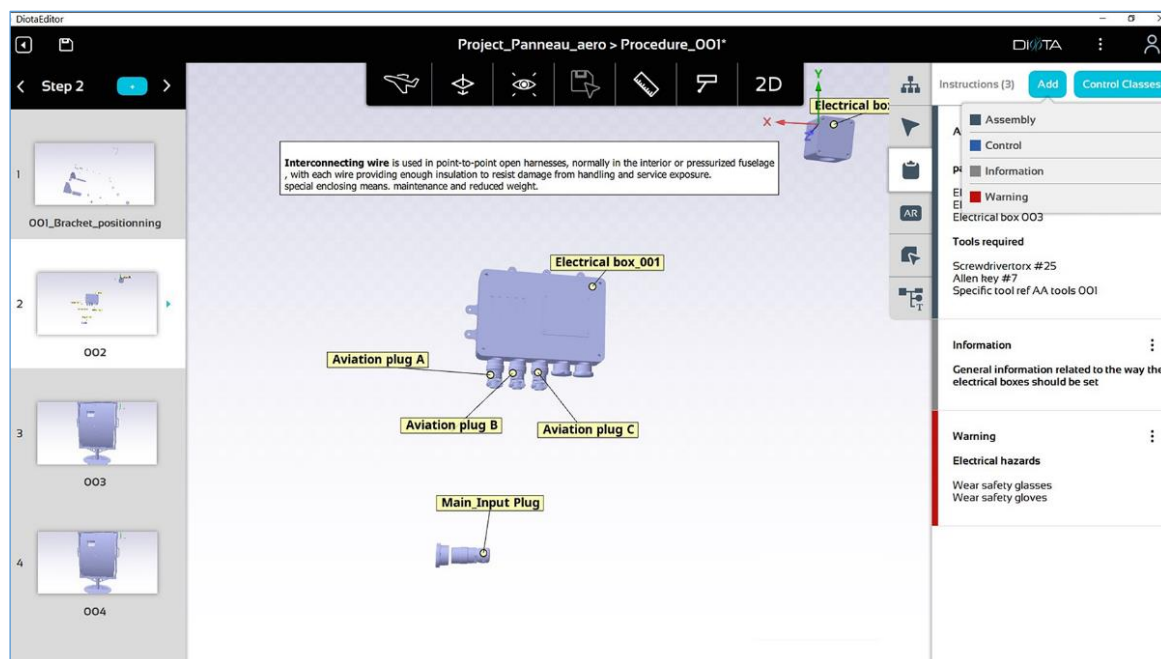 DiotaEditor
Project_Panneau_aero > Procedure_001*
DIOTA
Step 2
2D
1
001_Bracket_positionning
2
002
3
003
4
004
Y
X
Z
Electrical bo
Interconnecting wire is used in point-to-point open harnesses, normally in the interior or pressurized fuselage
, with each wire providing enough insulation to resist damage from handling and service exposure.
special enclosing means. maintenance and reduced weight.
Electrical box_001
Aviation plug A
Aviation plug B
Aviation plug C
Main_Input Plug
AR
T
Instructions (3)
Add
Control Classes
Assembly
Control
Information
Warning
A
pa
El
El
Electrical box 003
Tools required
Screwdrivertorx #25
Allen key #7
Specific tool ref AA tools 001
Information
General information related to the way the
electrical boxes should be set
Warning
Electrical hazards
Wear safety glasses
Wear safety gloves